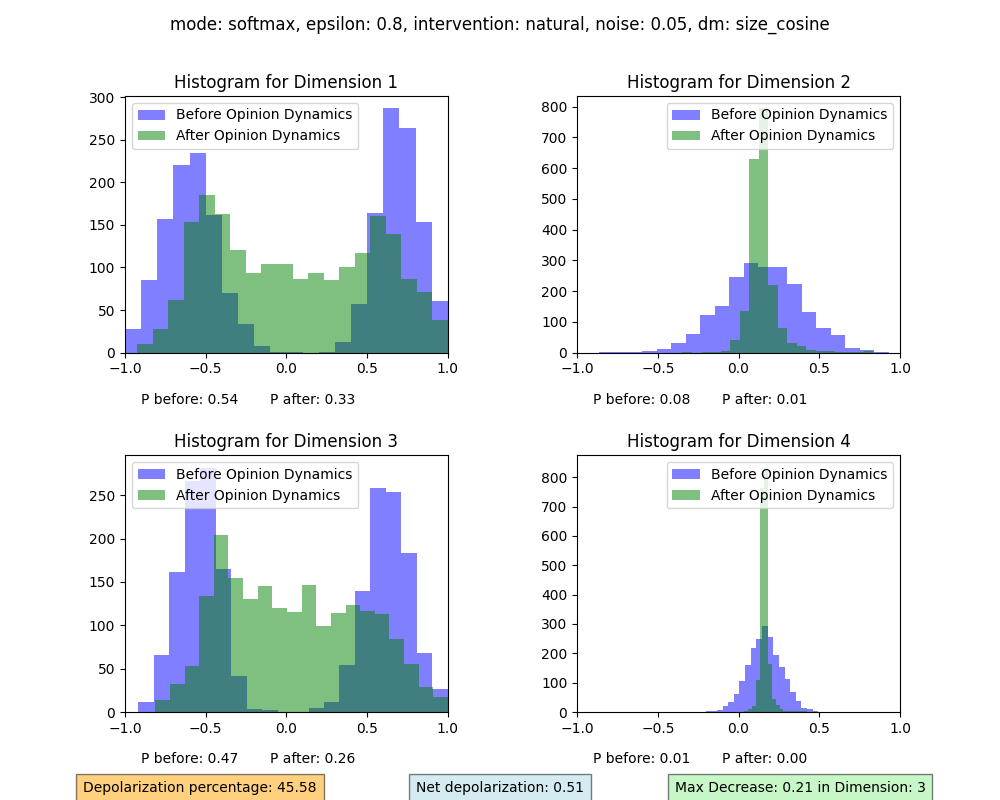 mode: softmax, epsilon: 0.8, intervention: natural, noise: 0.05, dm: size_cosine
Histogram for Dimension 1
Before Opinion Dynamics
After Opinion Dynamics
300
250
200
150
100
50
0
−1.0 −0.5 0.0 0.5 1.0
P before: 0.54 P after: 0.33
Histogram for Dimension 2
Before Opinion Dynamics
After Opinion Dynamics
800
700
600
500
400
300
200
100
0
−1.0 −0.5 0.0 0.5 1.0
P before: 0.08 P after: 0.01
Histogram for Dimension 3
Before Opinion Dynamics
After Opinion Dynamics
250
200
150
100
50
0
−1.0 −0.5 0.0 0.5 1.0
P before: 0.47 P after: 0.26
Histogram for Dimension 4
Before Opinion Dynamics
After Opinion Dynamics
800
700
600
500
400
300
200
100
0
−1.0 −0.5 0.0 0.5 1.0
P before: 0.01 P after: 0.00
Depolarization percentage: 45.58
Net depolarization: 0.51
Max Decrease: 0.21 in Dimension: 3